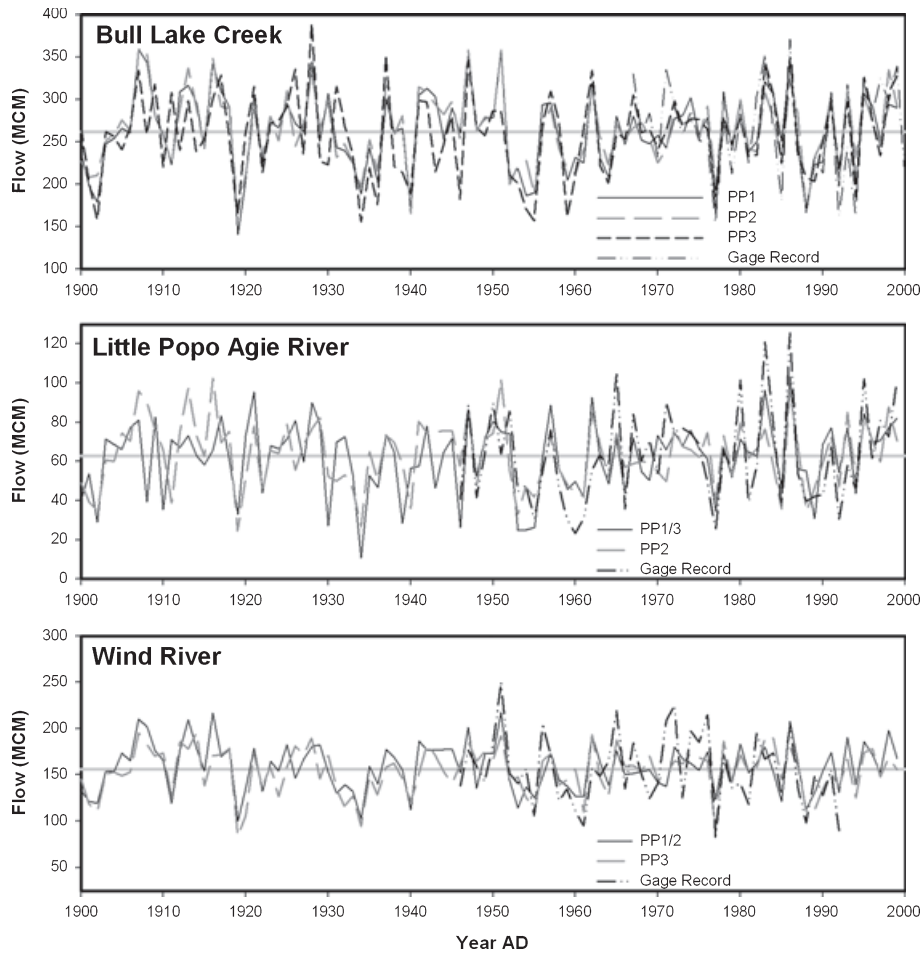 Bull Lake Creek
Flow (MCM)
400
350
300
250
200
150
100
PP1
PP2
PP3
Gage Record
1900 1910 1920 1930 1940 1950 1960 1970 1980 1990 2000
Little Popo Agie River
Flow (MCM)
120
100
80
60
40
20
0
PP1/3
PP2
Gage Record
1900 1910 1920 1930 1940 1950 1960 1970 1980 1990 2000
Wind River
Flow (MCM)
300
250
200
150
100
50
PP1/2
PP3
Gage Record
1900 1910 1920 1930 1940 1950 1960 1970 1980 1990 2000
Year AD